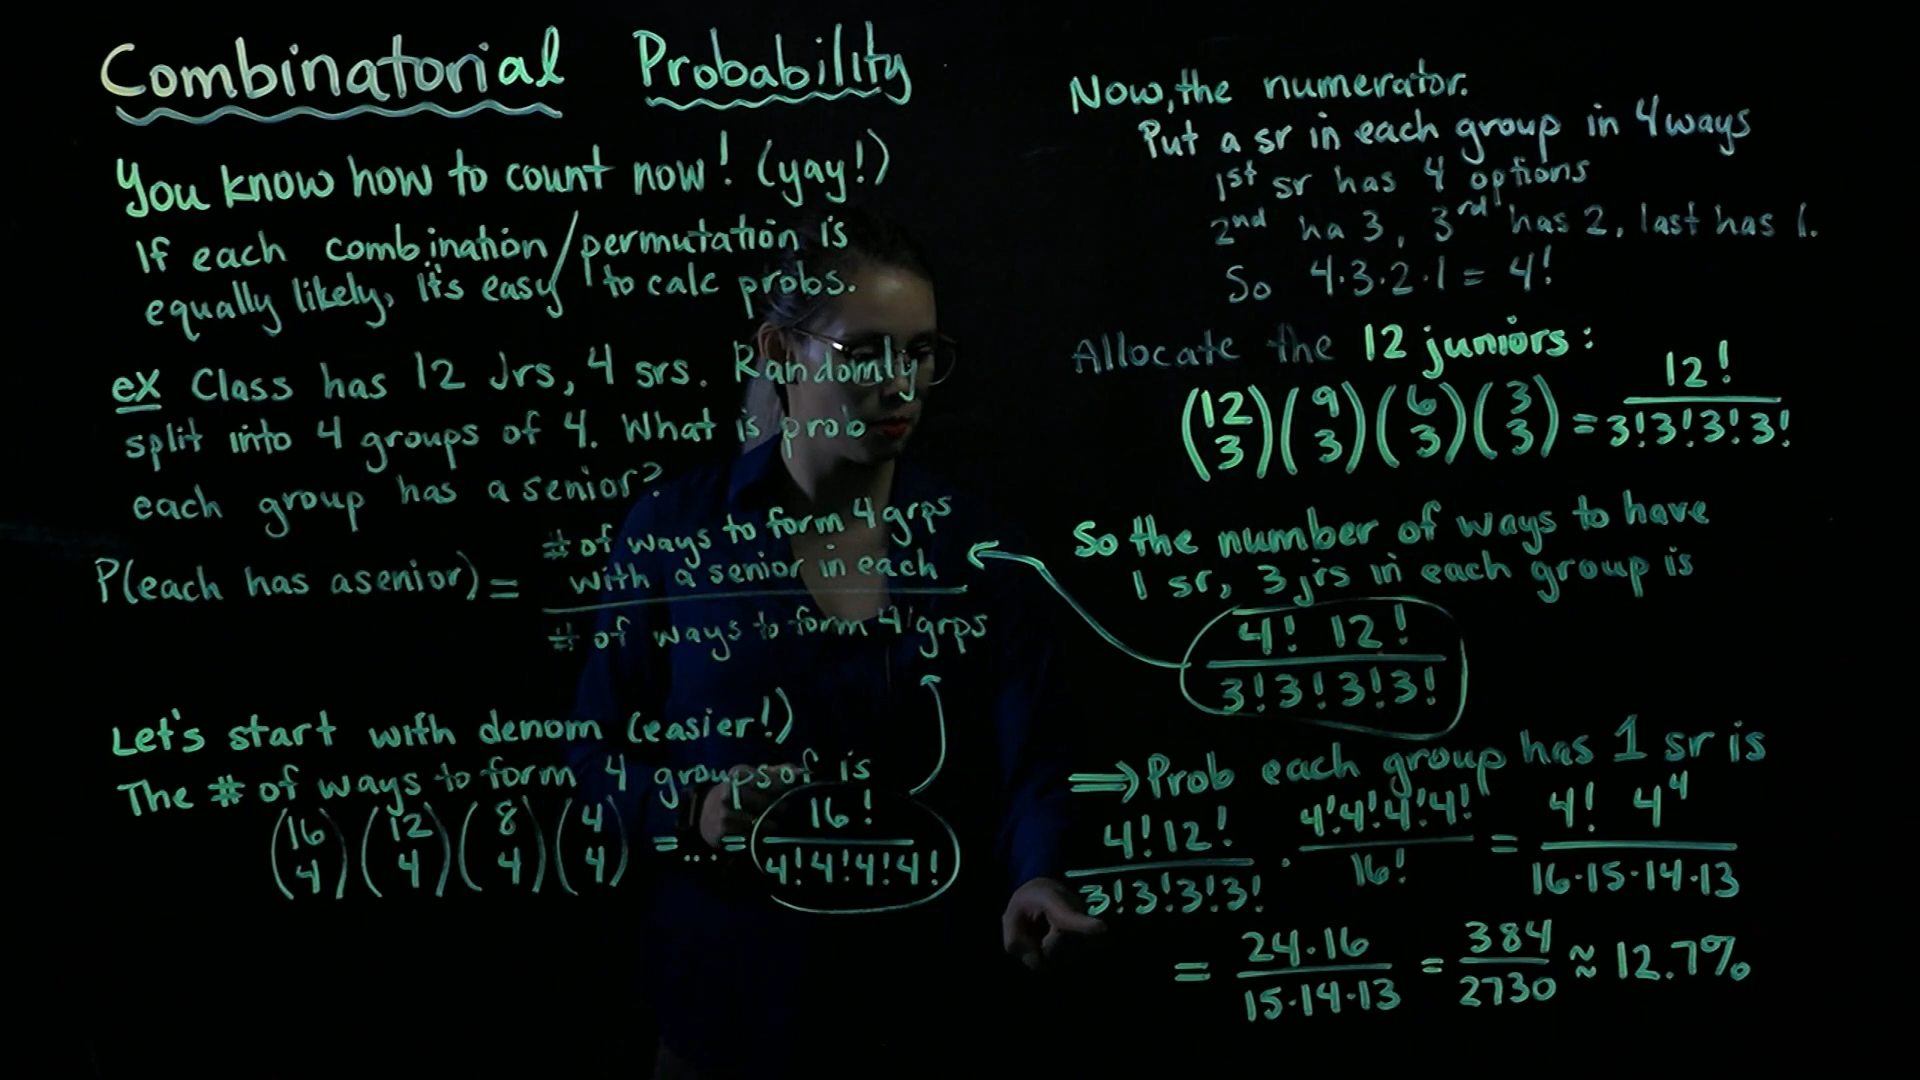 Combinatorial Probability
You know how to count now! (yay!)
If each combination/permutation is
equally likely, it's easy to calc probs.
ex Class has 12 Jrs, 4 srs. Randomly
split into 4 groups of 4. What is prob
each group has a senior?
P(each has a senior) = # of ways to form 4 grps with a senior in each / # of ways to form 4 grps
Let's start with denom (easier!)
The # of ways to form 4 groups of is
(16 4)(12 4)(8 4)(4 4) = ... = 16! / 4!4!4!4!
Now, the numerator.
Put a sr in each group in 4 ways
1st sr has 4 options
2nd ha 3, 3rd has 2, last has 1.
So 4·3·2·1 = 4!
Allocate the 12 juniors:
(12 3)(9 3)(6 3)(3 3) = 12! / 3!3!3!3!
So the number of ways to have
1 sr, 3 jrs in each group is
4! 12! / 3!3!3!3!
⟹ Prob each group has 1 sr is
4!12! / 3!3!3!3! · 4!4!4!4! / 16! = 4! 4^4 / 16·15·14·13
= 24·16 / 15·14·13 = 384 / 2730 ≈ 12.7%